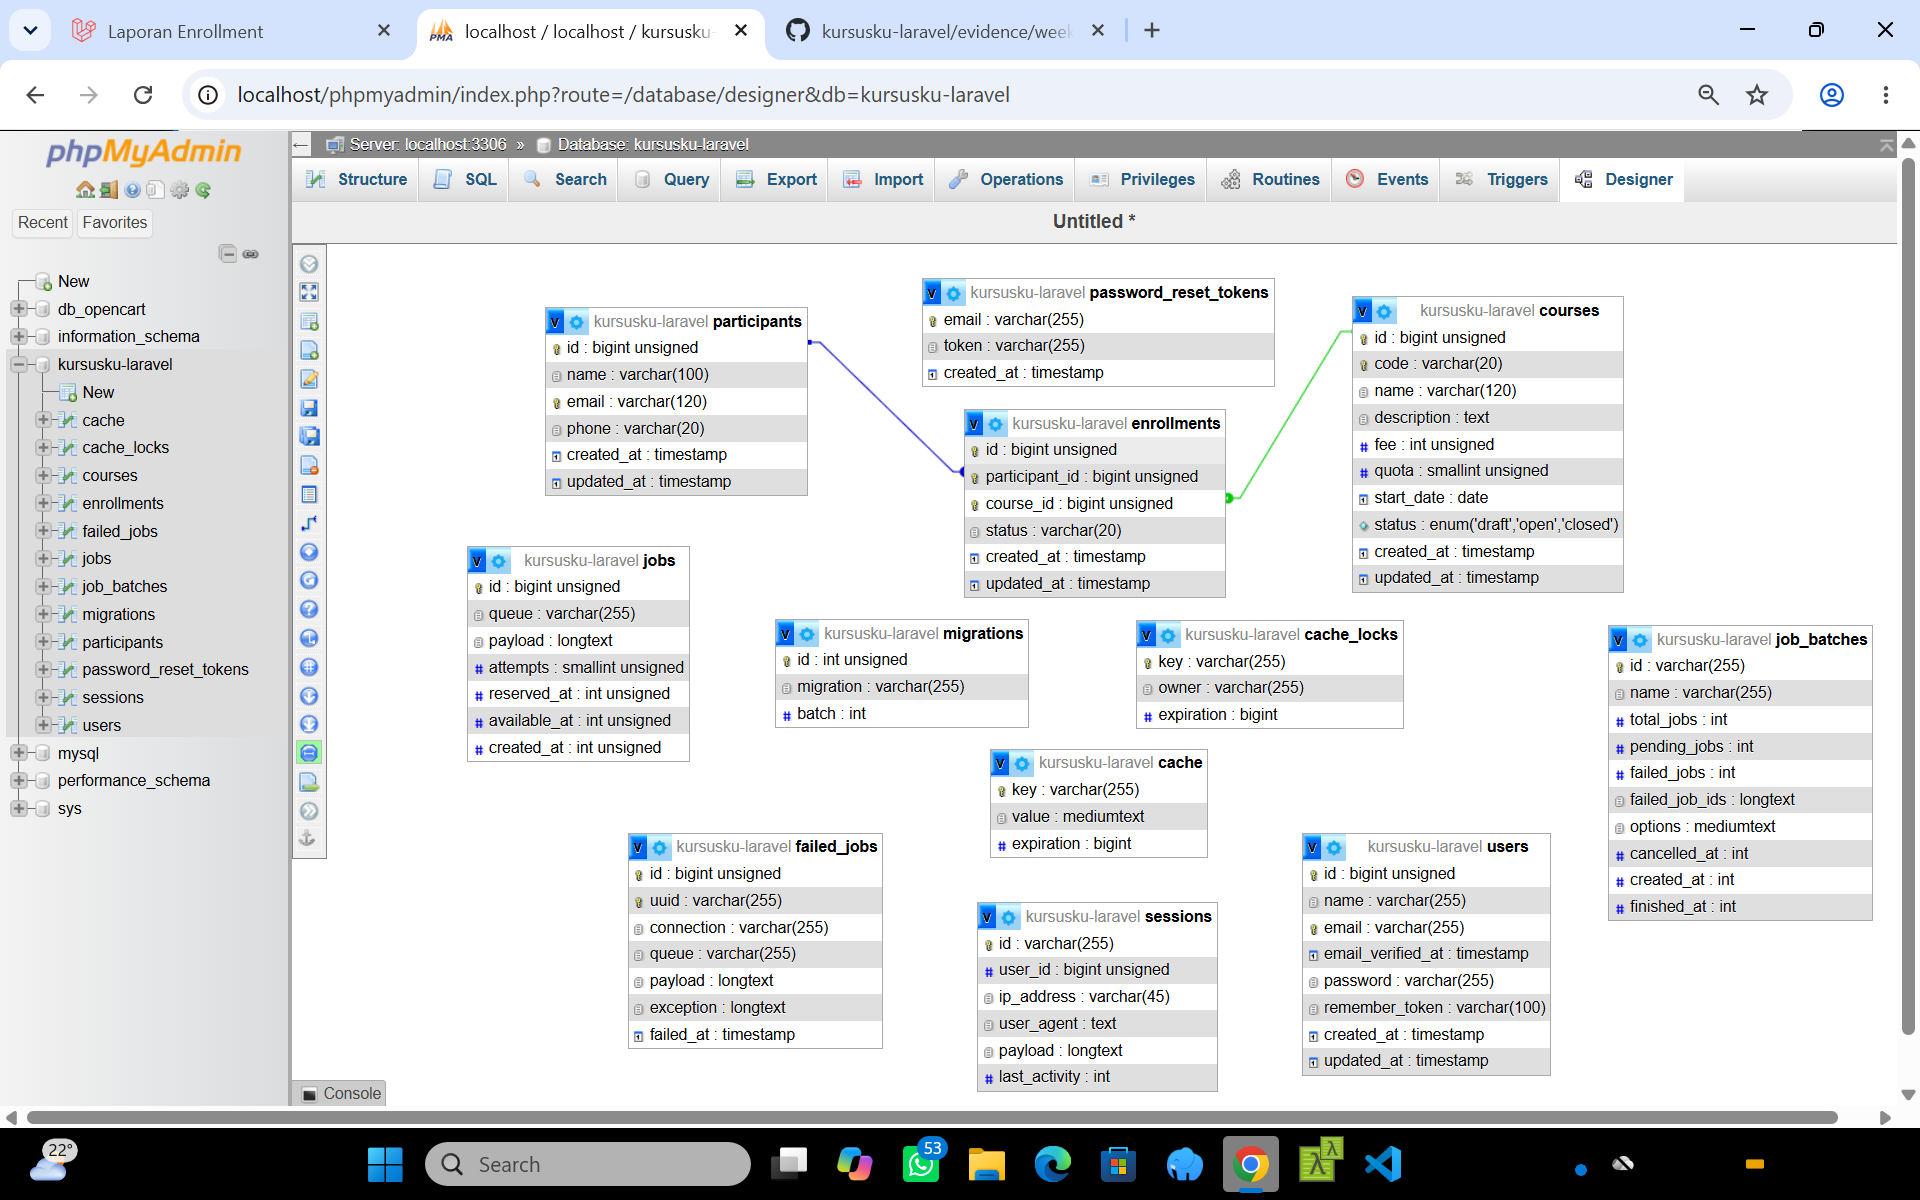 Laporan Enrollment
localhost / localhost / kursusku-
kursusku-laravel/evidence/week
localhost/phpmyadmin/index.php?route=/database/designer&db=kursusku-laravel
phpMyAdmin
Recent
Favorites
New
db_opencart
information_schema
kursusku-laravel
New
cache
cache_locks
courses
enrollments
failed_jobs
jobs
job_batches
migrations
participants
password_reset_tokens
sessions
users
mysql
performance_schema
sys
Server: localhost:3306 » Database: kursusku-laravel
Structure SQL Search Query Export Import Operations Privileges Routines Events Triggers Designer
Untitled *
kursusku-laravel participants
id : bigint unsigned
name : varchar(100)
email : varchar(120)
phone : varchar(20)
created_at : timestamp
updated_at : timestamp
kursusku-laravel password_reset_tokens
email : varchar(255)
token : varchar(255)
created_at : timestamp
kursusku-laravel courses
id : bigint unsigned
code : varchar(20)
name : varchar(120)
description : text
fee : int unsigned
quota : smallint unsigned
start_date : date
status : enum('draft','open','closed')
created_at : timestamp
updated_at : timestamp
kursusku-laravel enrollments
id : bigint unsigned
participant_id : bigint unsigned
course_id : bigint unsigned
status : varchar(20)
created_at : timestamp
updated_at : timestamp
kursusku-laravel jobs
id : bigint unsigned
queue : varchar(255)
payload : longtext
attempts : smallint unsigned
reserved_at : int unsigned
available_at : int unsigned
created_at : int unsigned
kursusku-laravel migrations
id : int unsigned
migration : varchar(255)
batch : int
kursusku-laravel cache_locks
key : varchar(255)
owner : varchar(255)
expiration : bigint
kursusku-laravel job_batches
id : varchar(255)
name : varchar(255)
total_jobs : int
pending_jobs : int
failed_jobs : int
failed_job_ids : longtext
options : mediumtext
cancelled_at : int
created_at : int
finished_at : int
kursusku-laravel cache
key : varchar(255)
value : mediumtext
expiration : bigint
kursusku-laravel failed_jobs
id : bigint unsigned
uuid : varchar(255)
connection : varchar(255)
queue : varchar(255)
payload : longtext
exception : longtext
failed_at : timestamp
kursusku-laravel sessions
id : varchar(255)
user_id : bigint unsigned
ip_address : varchar(45)
user_agent : text
payload : longtext
last_activity : int
kursusku-laravel users
id : bigint unsigned
name : varchar(255)
email : varchar(255)
email_verified_at : timestamp
password : varchar(255)
remember_token : varchar(100)
created_at : timestamp
updated_at : timestamp
Console
22°
Search
53